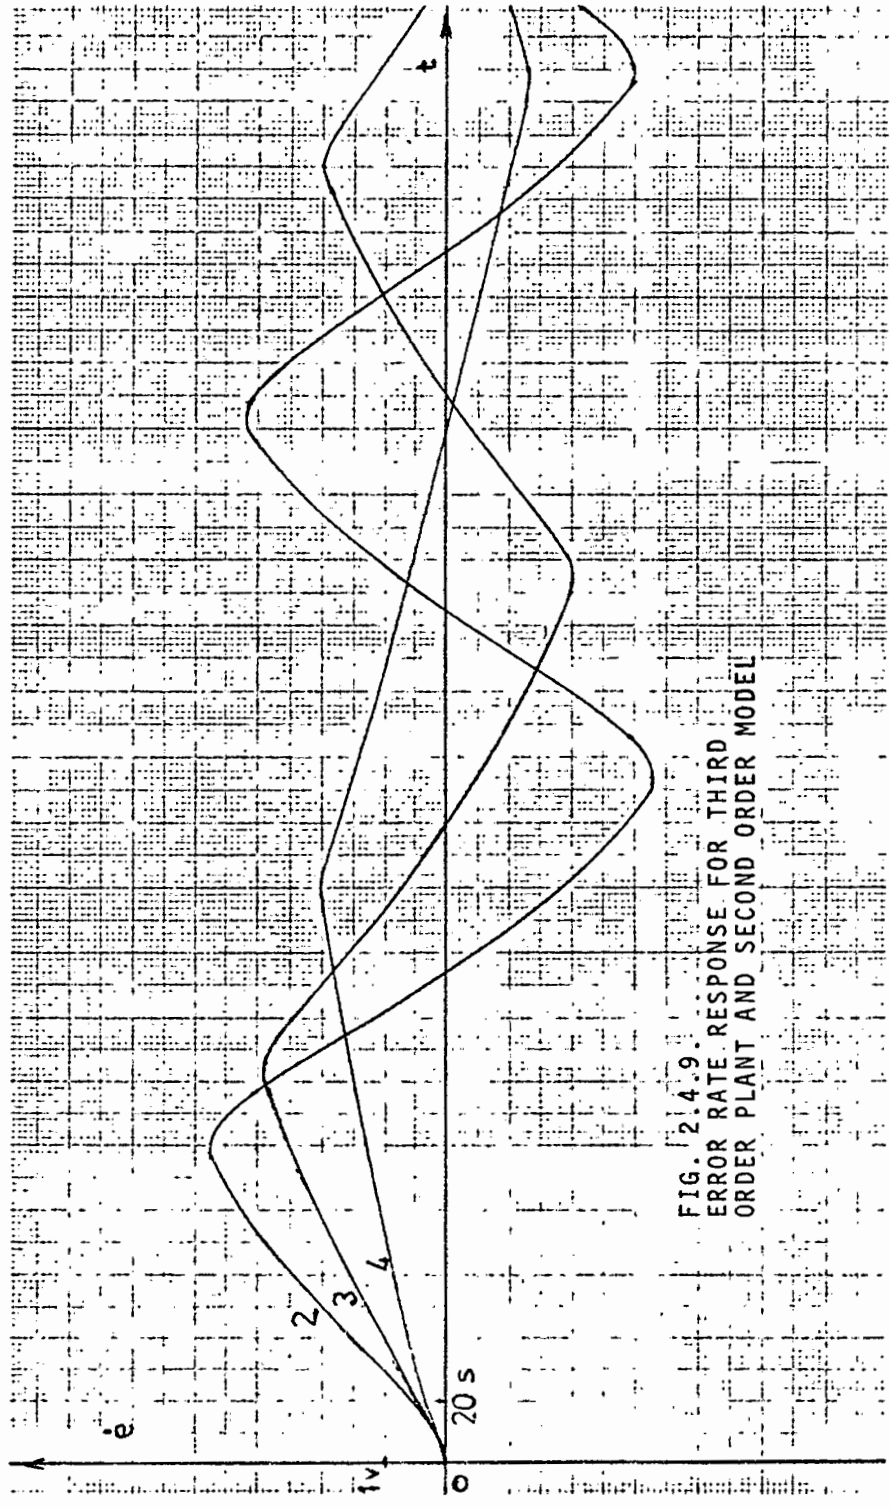 ė
1v
0
20 s
2
3
4
t
FIG. 2.4.9.
ERROR RATE RESPONSE FOR THIRD
ORDER PLANT AND SECOND ORDER MODEL